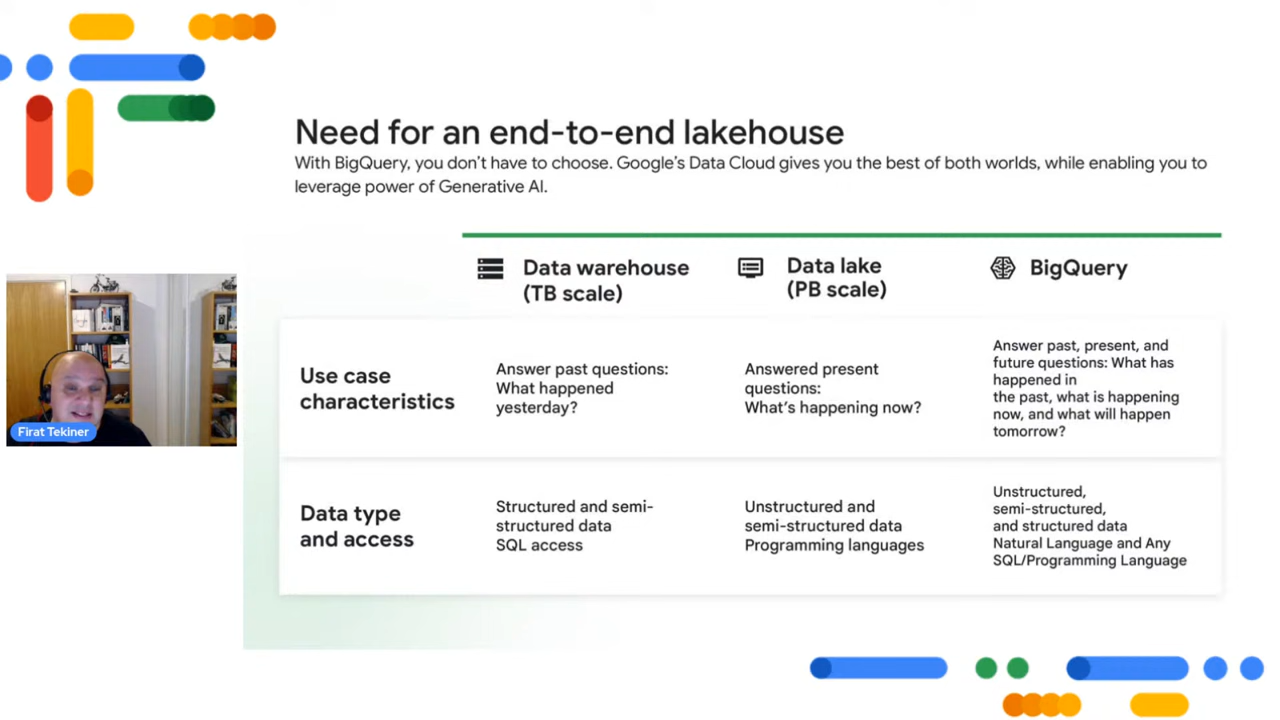 Need for an end-to-end lakehouse
With BigQuery, you don't have to choose. Google's Data Cloud gives you the best of both worlds, while enabling you to
leverage power of Generative AI.
Data warehouse
(TB scale)
Data lake
(PB scale)
BigQuery
Use case
characteristics
Answer past questions:
What happened
yesterday?
Answered present
questions:
What's happening now?
Answer past, present, and
future questions: What has
happened in
the past, what is happening
now, and what will happen
tomorrow?
Data type
and access
Structured and semi-
structured data
SQL access
Unstructured and
semi-structured data
Programming languages
Unstructured,
semi-structured,
and structured data
Natural Language and Any
SQL/Programming Language
Firat Tekiner